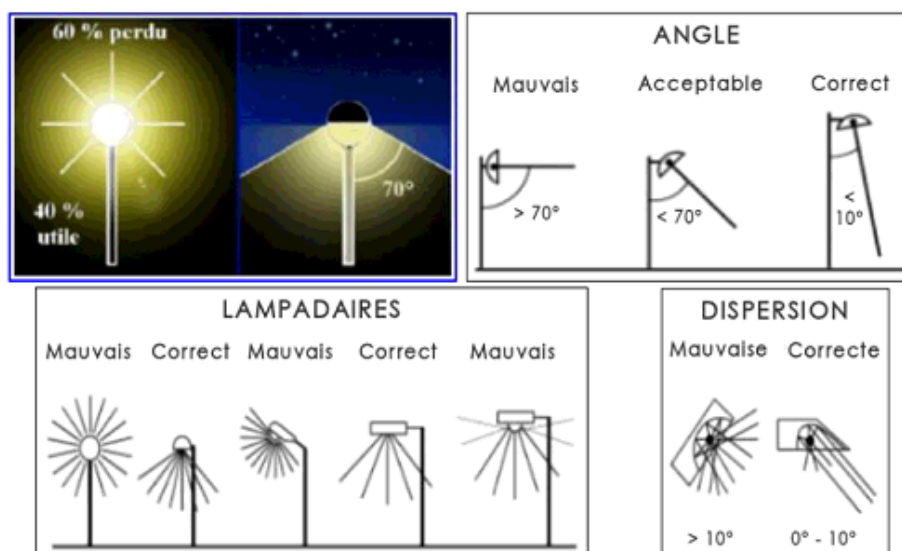 60 % perdu
40 %
utile
70°
ANGLE
Mauvais Acceptable Correct
> 70°
< 70°
<
10°
LAMPADAIRES
Mauvais Correct Mauvais Correct Mauvais
DISPERSION
Mauvaise Correcte
> 10° 0° - 10°